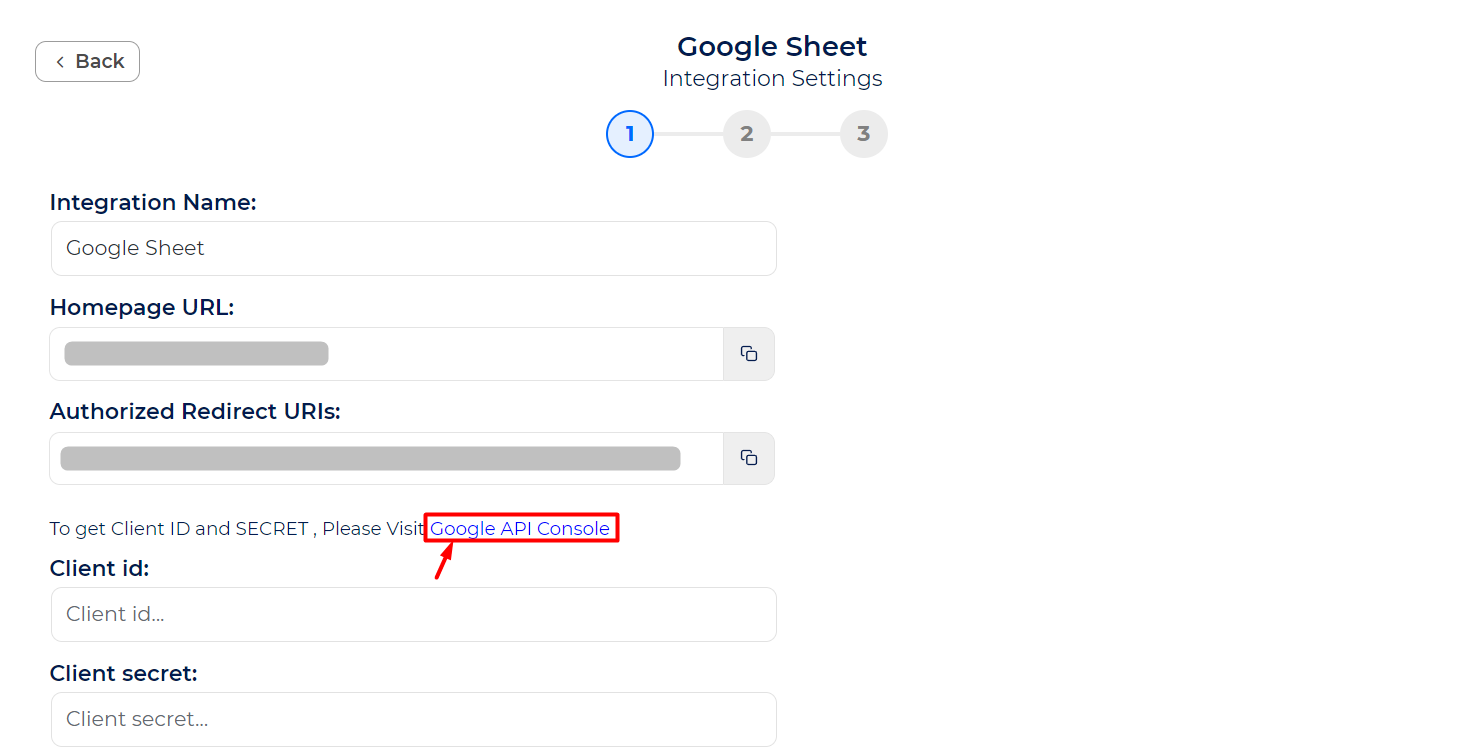 Back
Google Sheet
Integration Settings
1 2 3
Integration Name:
Google Sheet
Homepage URL:
Authorized Redirect URIs:
To get Client ID and SECRET , Please Visit Google API Console
Client id:
Client id...
Client secret:
Client secret...